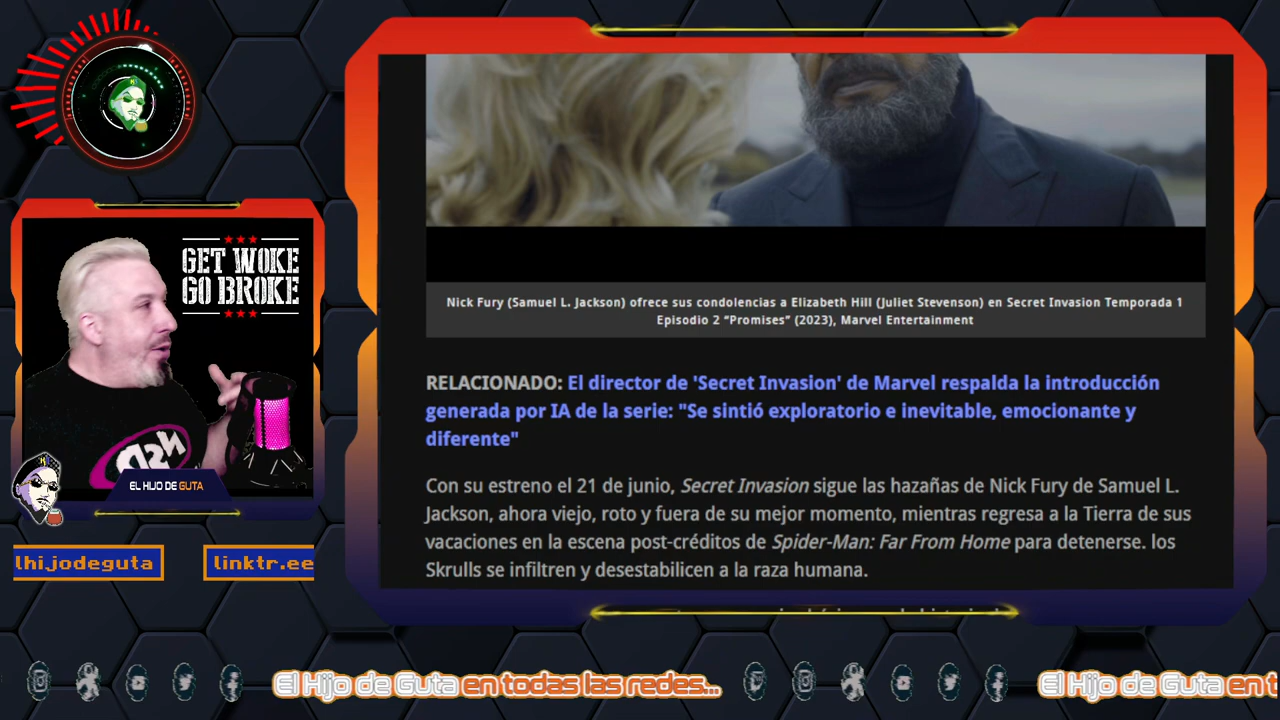 GET WOKE
GO BROKE
EL HIJO DE GUTA
lhijodeguta
linktr.ee
Nick Fury (Samuel L. Jackson) ofrece sus condolencias a Elizabeth Hill (Juliet Stevenson) en Secret Invasion Temporada 1
Episodio 2 “Promises” (2023), Marvel Entertainment
RELACIONADO: El director de 'Secret Invasion' de Marvel respalda la introducción
generada por IA de la serie: "Se sintió exploratorio e inevitable, emocionante y
diferente"
Con su estreno el 21 de junio, Secret Invasion sigue las hazañas de Nick Fury de Samuel L.
Jackson, ahora viejo, roto y fuera de su mejor momento, mientras regresa a la Tierra de sus
vacaciones en la escena post-créditos de Spider-Man: Far From Home para detenerse. los
Skrulls se infiltren y desestabilicen a la raza humana.
El Hijo de Guta en todas las redes...
El Hijo de Guta en t